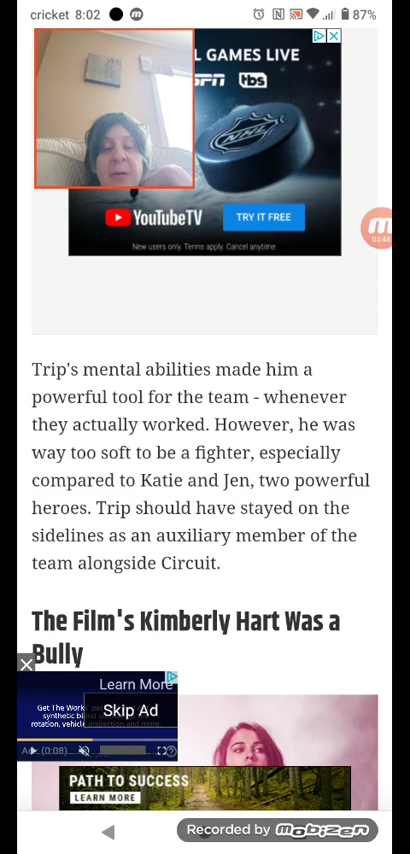 cricket 8:02
87%
L GAMES LIVE
tbs
YouTubeTV
TRY IT FREE
New users only. Terms apply. Cancel anytime.
03:48
Trip's mental abilities made him a
powerful tool for the team - whenever
they actually worked. However, he was
way too soft to be a fighter, especially
compared to Katie and Jen, two powerful
heroes. Trip should have stayed on the
sidelines as an auxiliary member of the
team alongside Circuit.
The Film's Kimberly Hart Was a
Bully
Learn More
Get The Works
Skip Ad
synthetic
rotation,
(0:08)
PATH TO SUCCESS
LEARN MORE
Recorded by mobizen